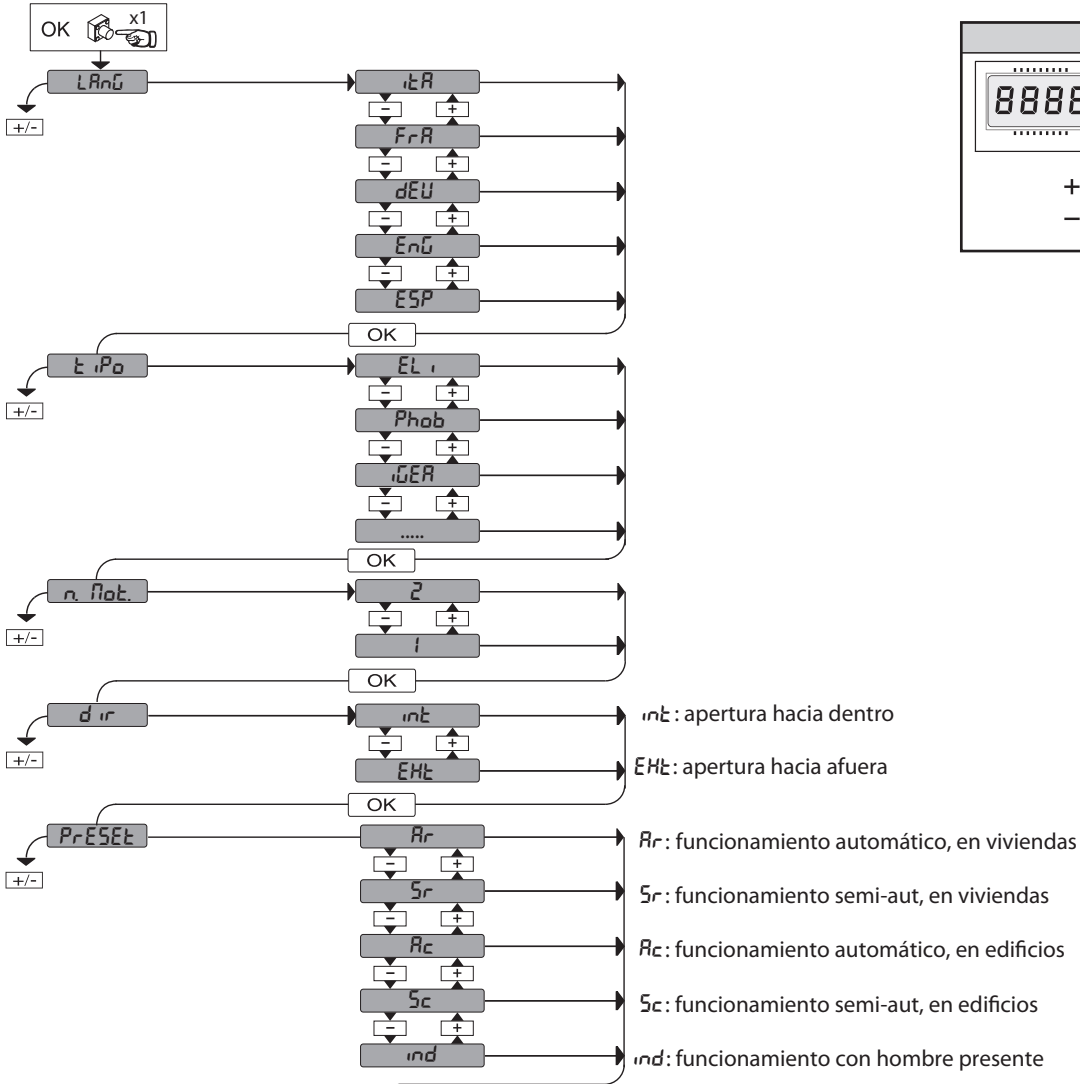 OK x1
LAnG
+/-
itA
- +
FrA
- +
dEU
- +
EnG
- +
ESP
OK
tiPo
+/-
ELi
- +
Phob
- +
iGEA
- +
.....
OK
n. Mot.
+/-
2
- +
1
OK
dir
+/-
int
int: apertura hacia dentro
- +
EHt
EHt: apertura hacia afuera
OK
PrESEt
+/-
Ar
Ar: funcionamiento automático, en viviendas
- +
Sr
Sr: funcionamiento semi-aut, en viviendas
- +
Ac
Ac: funcionamiento automático, en edificios
- +
Sc
Sc: funcionamiento semi-aut, en edificios
- +
ind
ind: funcionamiento con hombre presente
888
+
–